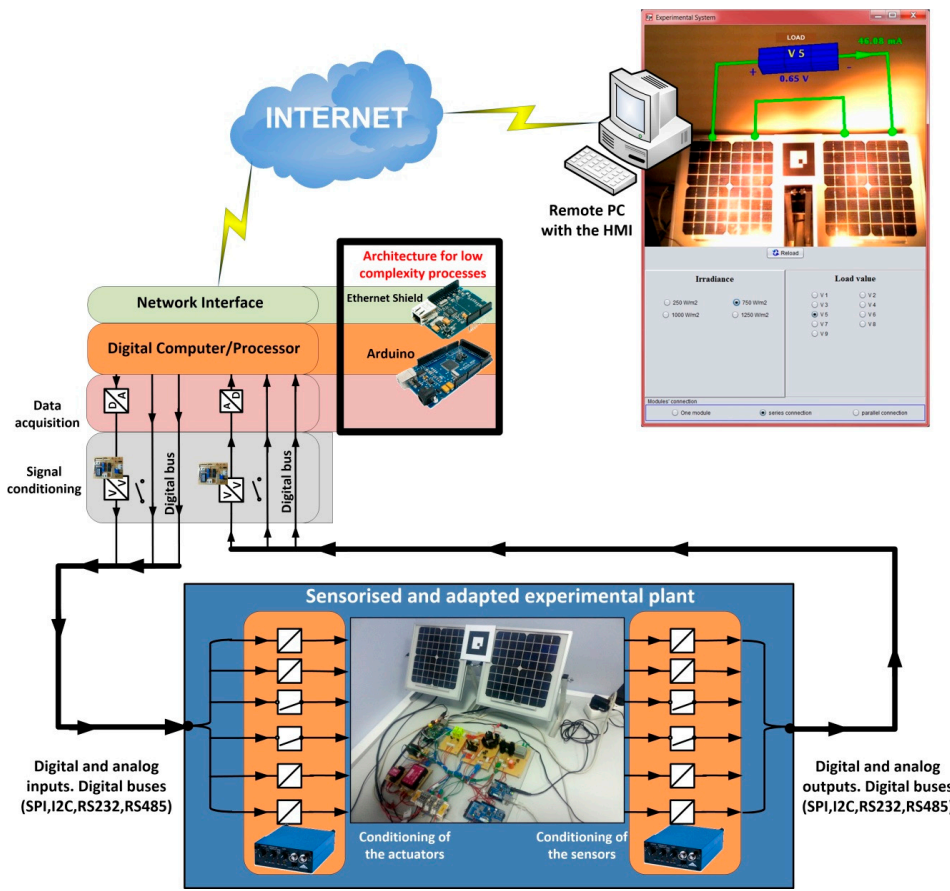 Experimental System
LOAD
46.08 mA
V 5
+
-
0.65 V
INTERNET
Remote PC
with the HMI
Reload
Irradiance
Load value
250 W/m2
750 W/m2
1000 W/m2
1250 W/m2
V 1
V 2
V 3
V 4
V 5
V 6
V 7
V 8
V 9
Modules' connection
One module
series connection
parallel connection
Architecture for low
complexity processes
Ethernet Shield
Arduino
Network Interface
Digital Computer/Processor
Data
acquisition
D
A
A
D
Signal
conditioning
V
V
Digital bus
V
V
Digital bus
Sensorised and adapted experimental plant
Digital and analog
inputs. Digital buses
(SPI,I2C,RS232,RS485)
Conditioning of
the actuators
Conditioning of
the sensors
Digital and analog
outputs. Digital buses
(SPI,I2C,RS232,RS485)